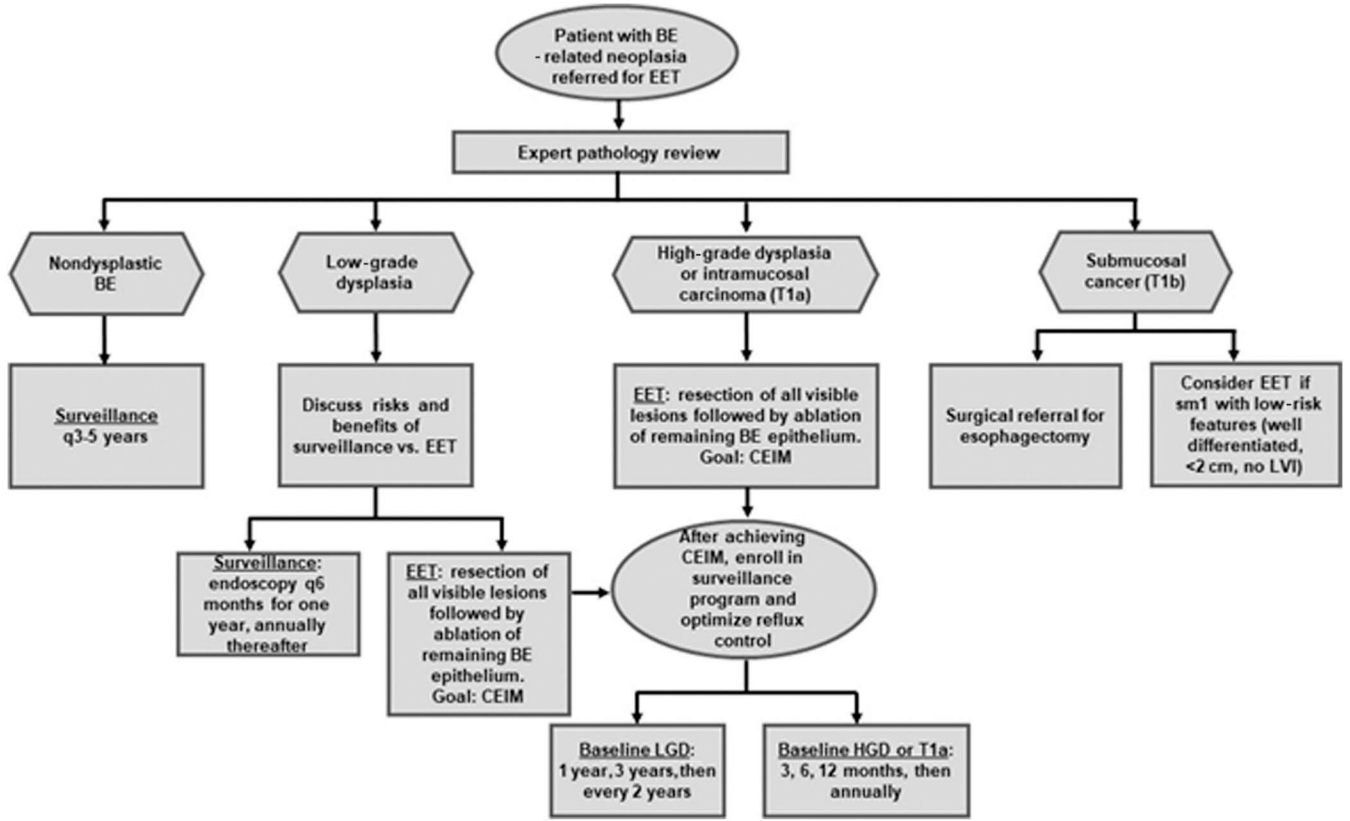 Patient with BE
- related neoplasia
referred for EET
Expert pathology review
Nondysplastic
BE
Low-grade
dysplasia
High-grade dysplasia
or intramucosal
carcinoma (T1a)
Submucosal
cancer (T1b)
Surveillance
q3-5 years
Discuss risks and
benefits of
surveillance vs. EET
EET: resection of all visible
lesions followed by ablation
of remaining BE epithelium.
Goal: CEIM
Surgical referral for
esophagectomy
Consider EET if
sm1 with low-risk
features (well
differentiated,
<2 cm, no LVI)
Surveillance:
endoscopy q6
months for one
year, annually
thereafter
EET: resection of
all visible lesions
followed by
ablation of
remaining BE
epithelium.
Goal: CEIM
After achieving
CEIM, enroll in
surveillance
program and
optimize reflux
control
Baseline LGD:
1 year, 3 years, then
every 2 years
Baseline HGD or T1a:
3, 6, 12 months, then
annually